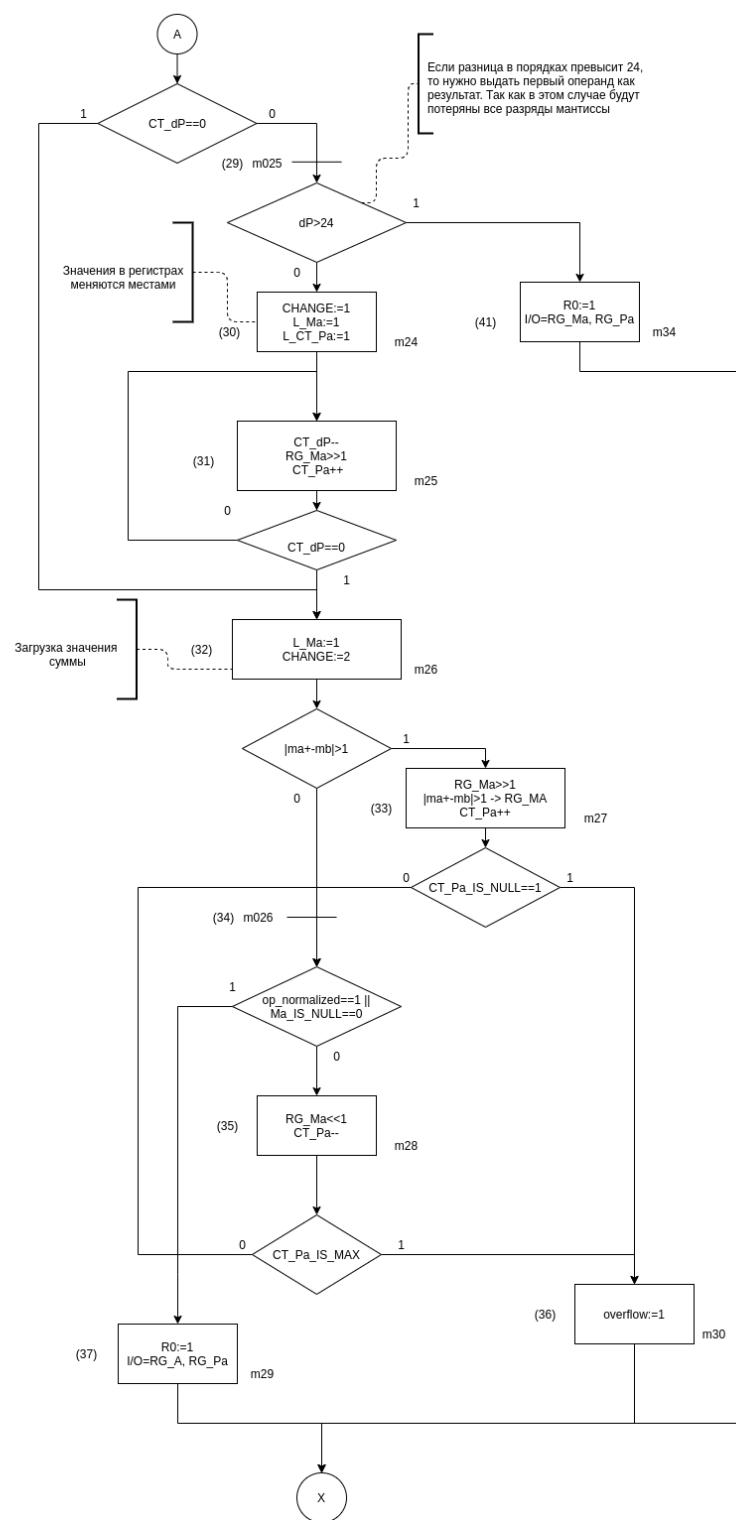 A
CT_dP==0
1
0
Если разница в порядках превысит 24,
то нужно выдать первый операнд как
результат. Так как в этом случае будут
потеряны все разряды мантиссы
(29) m025
dP>24
1
0
Значения в регистрах
меняются местами
CHANGE:=1
L_Ma:=1
L_CT_Pa:=1
(30)
m24
R0:=1
I/O=RG_Ma, RG_Pa
(41)
m34
CT_dP--
RG_Ma>>1
CT_Pa++
(31)
m25
0
CT_dP==0
1
Загрузка значения
суммы
(32)
L_Ma:=1
CHANGE:=2
m26
|ma+-mb|>1
1
0
RG_Ma>>1
|ma+-mb|>1 -> RG_MA
CT_Pa++
(33)
m27
0
CT_Pa_IS_NULL==1
1
(34) m026
1
op_normalized==1 ||
Ma_IS_NULL==0
0
(35)
RG_Ma<<1
CT_Pa--
m28
0
CT_Pa_IS_MAX
1
(36)
overflow:=1
m30
(37)
R0:=1
I/O=RG_A, RG_Pa
m29
X